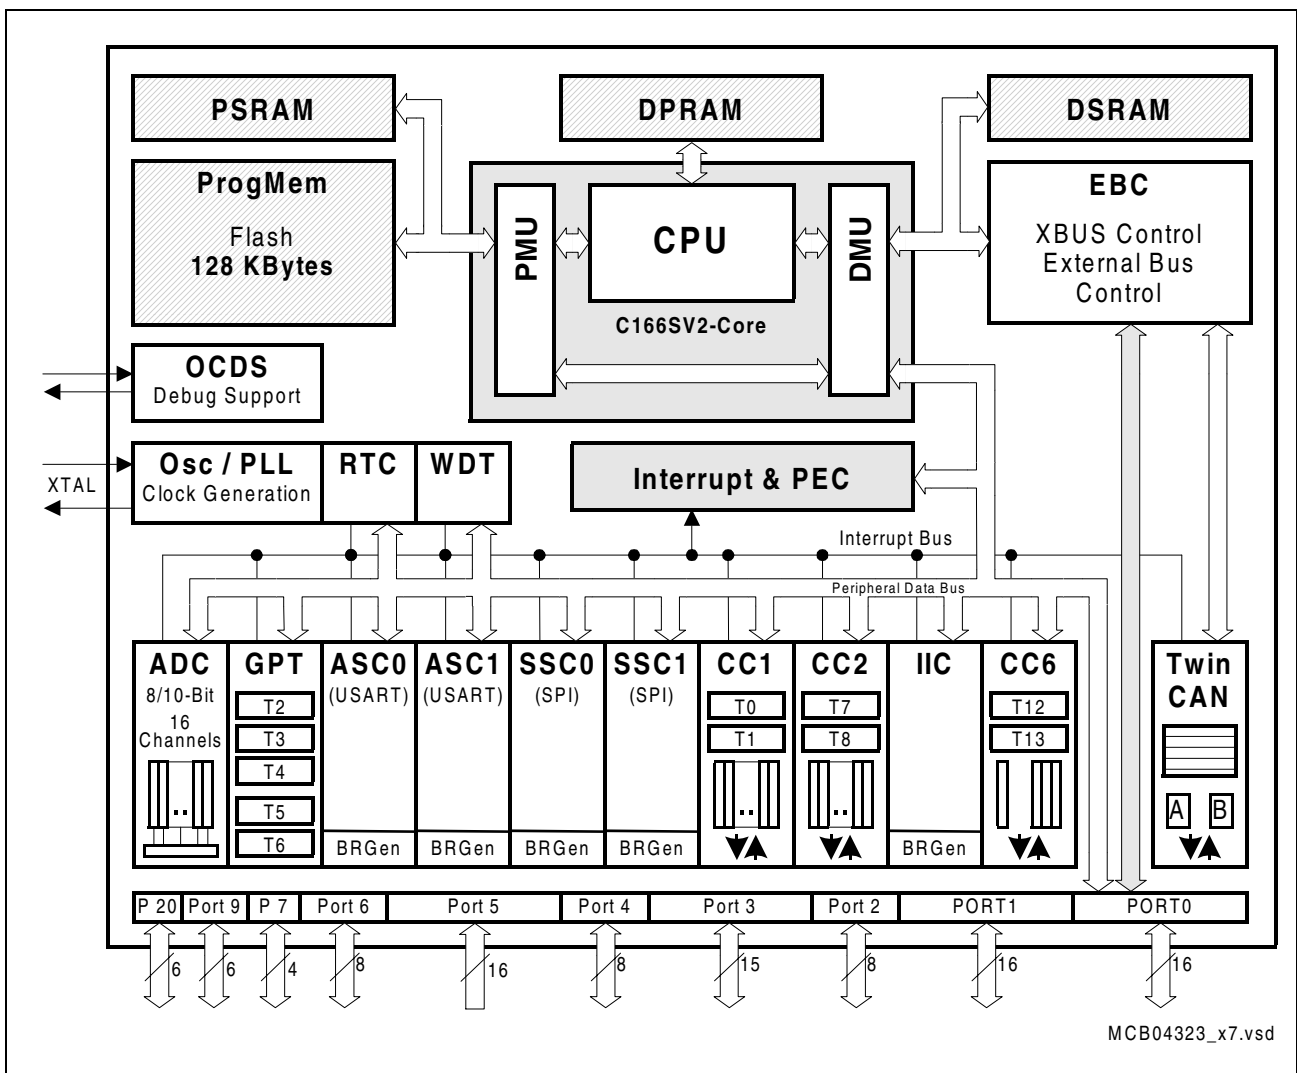 PSRAM
DPRAM
DSRAM
ProgMem
Flash
128 KBytes
PMU
CPU
DMU
C166SV2-Core
EBC
XBUS Control
External Bus
Control
OCDS
Debug Support
Osc / PLL
Clock Generation
RTC
WDT
XTAL
Interrupt & PEC
Interrupt Bus
Peripheral Data Bus
ADC
8/10-Bit
16
Channels
GPT
T2
T3
T4
T5
T6
ASC0
(USART)
BRGen
ASC1
(USART)
BRGen
SSC0
(SPI)
BRGen
SSC1
(SPI)
BRGen
CC1
T0
T1
CC2
T7
T8
IIC
BRGen
CC6
T12
T13
Twin
CAN
A
B
P 20
Port 9
P 7
Port 6
Port 5
Port 4
Port 3
Port 2
PORT1
PORT0
6
6
4
8
16
8
15
8
16
16
MCB04323_x7.vsd